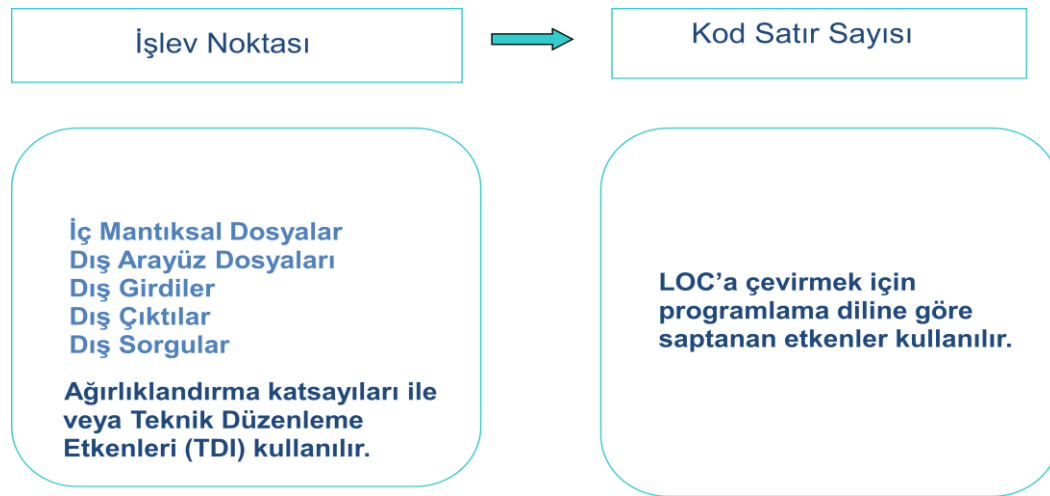 İşlev Noktası
Kod Satır Sayısı
İç Mantıksal Dosyalar
Dış Arayüz Dosyaları
Dış Girdiler
Dış Çıktılar
Dış Sorgular
Ağırlıklandırma katsayıları ile
veya Teknik Düzenleme
Etkenleri (TDI) kullanılır.
LOC’a çevirmek için
programlama diline göre
saptanan etkenler kullanılır.